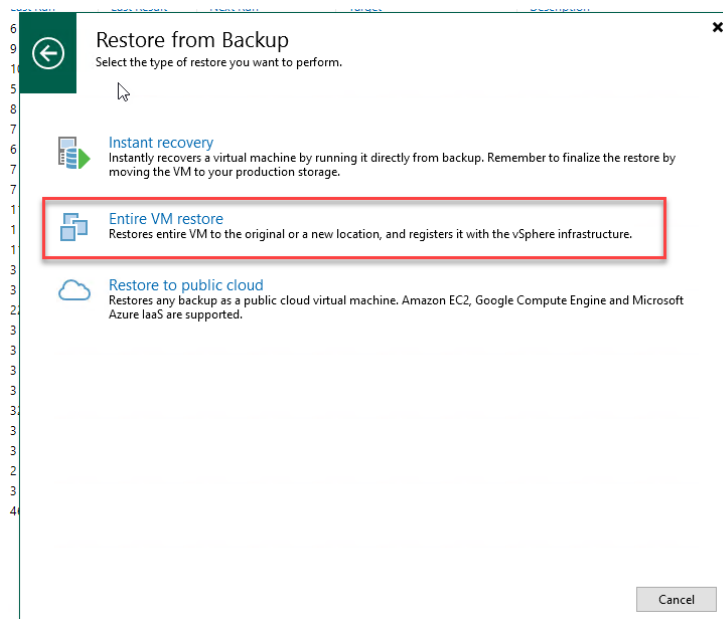 Restore from Backup
Select the type of restore you want to perform.
Instant recovery
Instantly recovers a virtual machine by running it directly from backup. Remember to finalize the restore by
moving the VM to your production storage.
Entire VM restore
Restores entire VM to the original or a new location, and registers it with the vSphere infrastructure.
Restore to public cloud
Restores any backup as a public cloud virtual machine. Amazon EC2, Google Compute Engine and Microsoft
Azure IaaS are supported.
Cancel